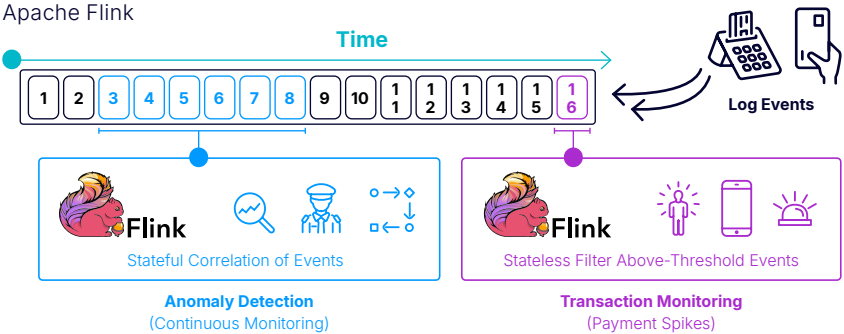 Apache Flink
Time
1 2 3 4 5 6 7 8 9 10 11 12 13 14 15 16
Log Events
Flink
Stateful Correlation of Events
Anomaly Detection
(Continuous Monitoring)
Flink
Stateless Filter Above-Threshold Events
Transaction Monitoring
(Payment Spikes)